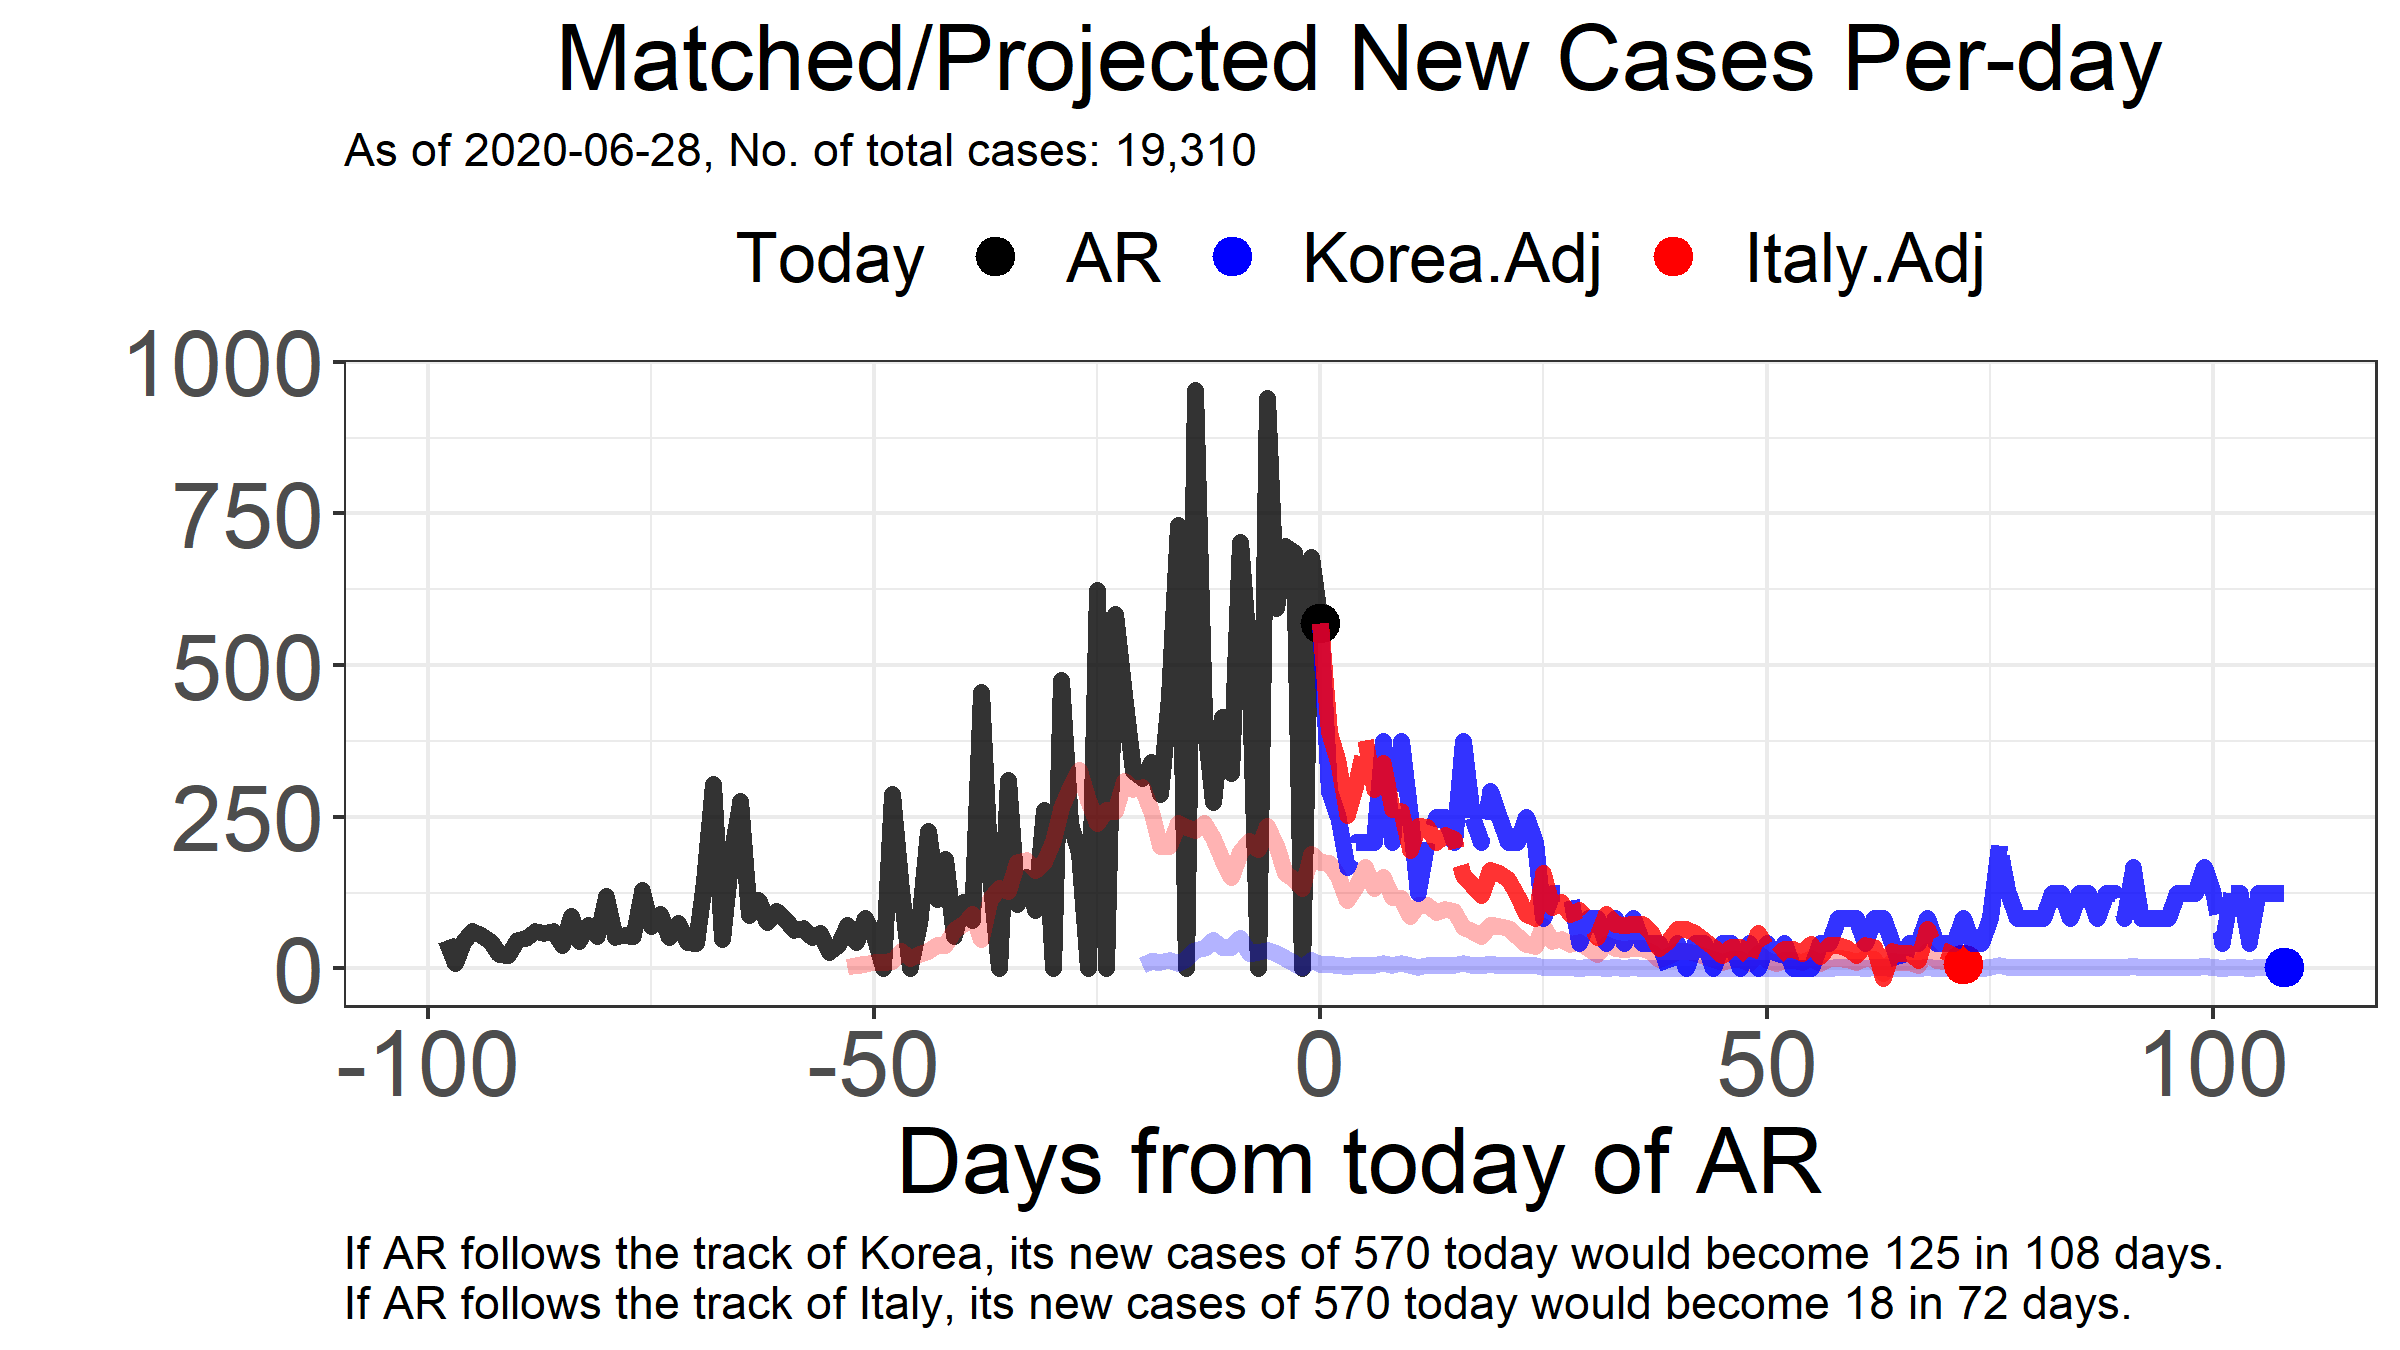 Matched/Projected New Cases Per-day
As of 2020-06-28, No. of total cases: 19,310
Today AR Korea.Adj Italy.Adj
1000
750
500
250
0
-100 -50 0 50 100
Days from today of AR
If AR follows the track of Korea, its new cases of 570 today would become 125 in 108 days.
If AR follows the track of Italy, its new cases of 570 today would become 18 in 72 days.